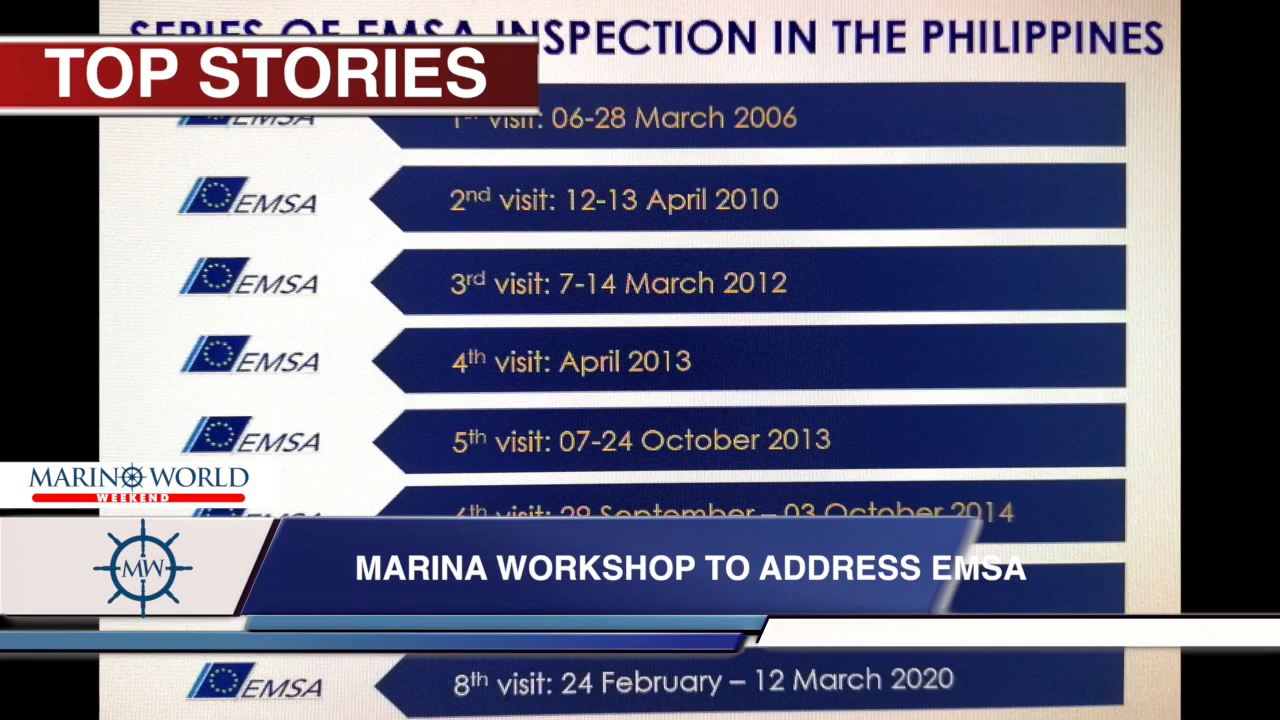 SERIES OF EMSA INSPECTION IN THE PHILIPPINES
TOP STORIES
EMSA
1st visit: 06-28 March 2006
EMSA
2nd visit: 12-13 April 2010
EMSA
3rd visit: 7-14 March 2012
EMSA
4th visit: April 2013
EMSA
5th visit: 07-24 October 2013
MARINO WORLD
WEEKEND
6th visit: 28 September – 03 October 2014
MW
MARINA WORKSHOP TO ADDRESS EMSA
EMSA
8th visit: 24 February – 12 March 2020